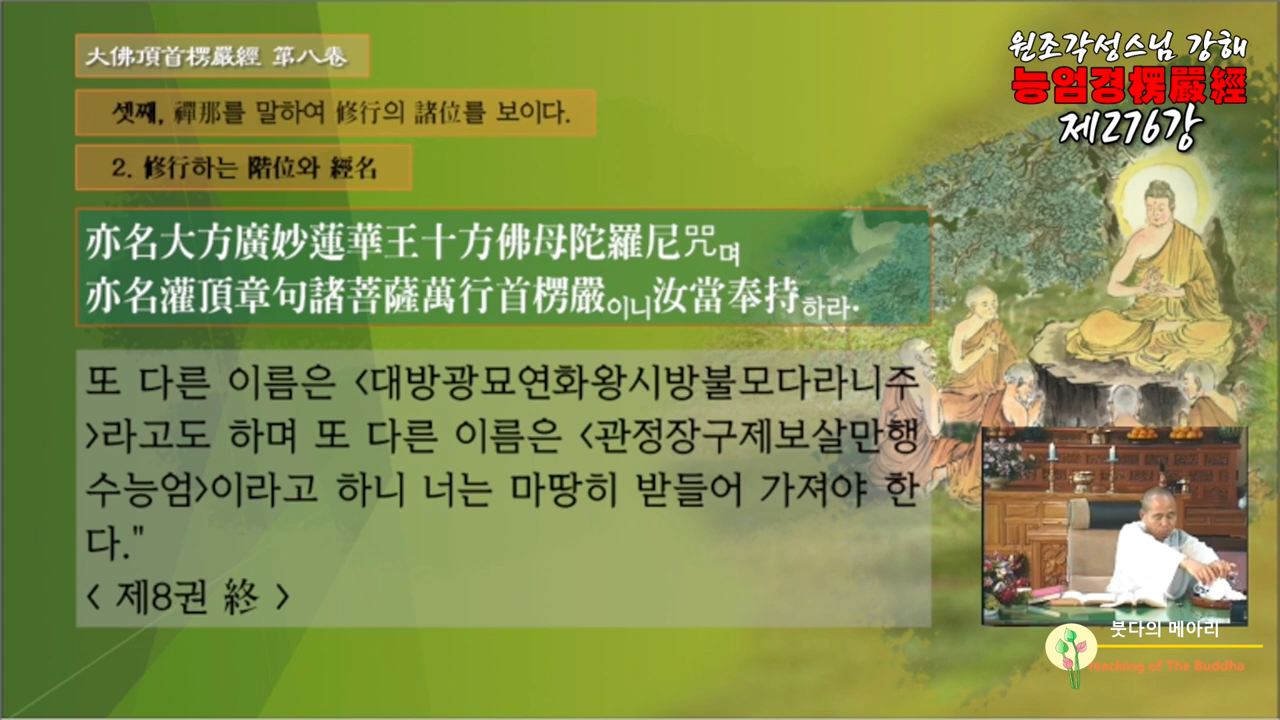 大佛頂首楞嚴經 第八卷
셋째, 禪那를 말하여 修行의 諸位를 보이다.
2. 修行하는 階位와 經名
亦名大方廣妙蓮華王十方佛母陀羅尼咒며
亦名灌頂章句諸菩薩萬行首楞嚴이니汝當奉持하라.
또 다른 이름은 <대방광묘연화왕시방불모다라니주
>라고도 하며 또 다른 이름은 <관정장구제보살만행
수능엄>이라고 하니 너는 마땅히 받들어 가져야 한
다."
< 제8권 終 >
원조각성스님 강해
능엄경楞嚴經
제276강
붓다의 메아리
Teaching of The Buddha